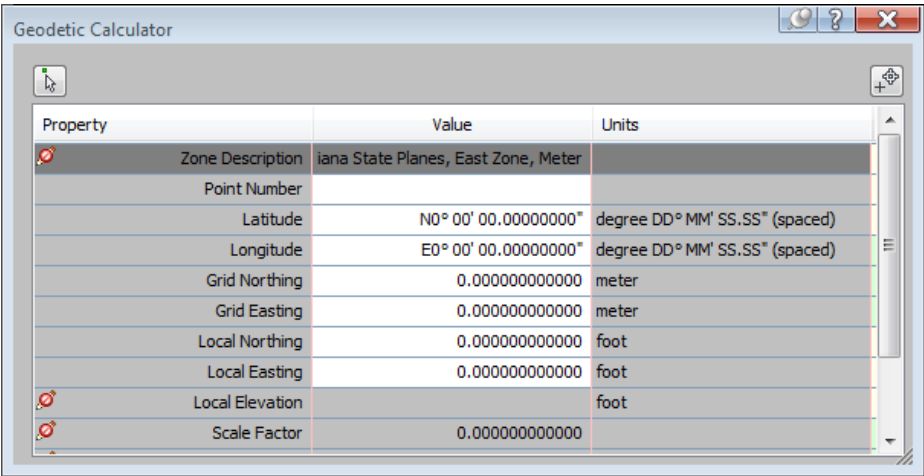 Geodetic Calculator
?
Property Value Units
Zone Description iana State Planes, East Zone, Meter
Point Number
Latitude N0° 00' 00.00000000" degree DD° MM' SS.SS" (spaced)
Longitude E0° 00' 00.00000000" degree DD° MM' SS.SS" (spaced)
Grid Northing 0.000000000000 meter
Grid Easting 0.000000000000 meter
Local Northing 0.000000000000 foot
Local Easting 0.000000000000 foot
Local Elevation foot
Scale Factor 0.000000000000